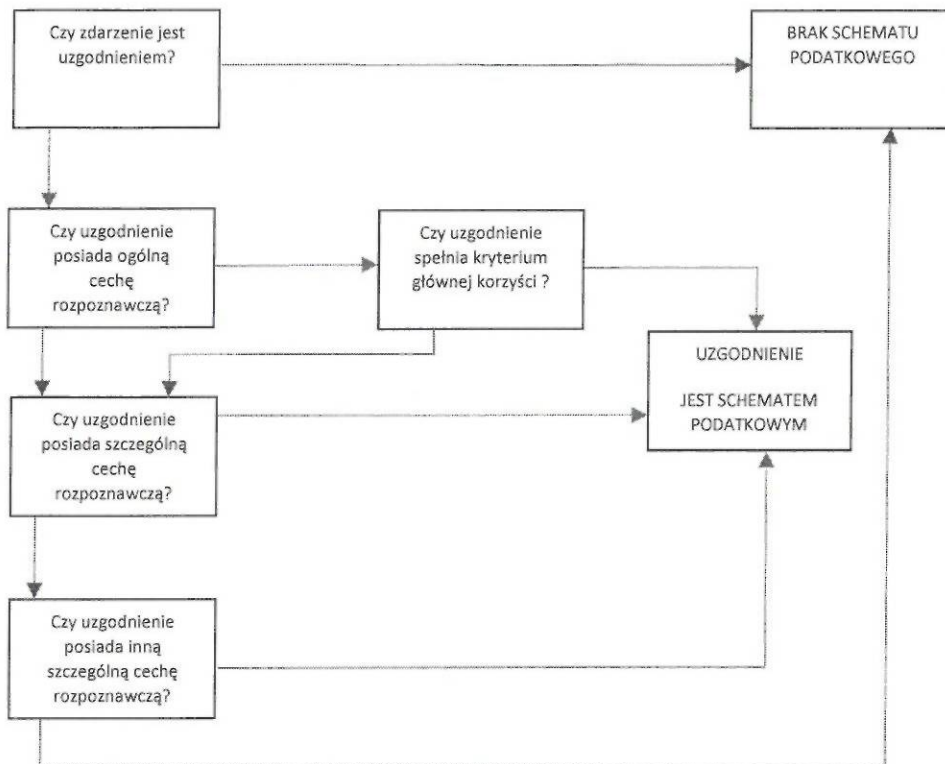 Czy zdarzenie jest
uzgodnieniem?
BRAK SCHEMATU
PODATKOWEGO
Czy uzgodnienie
posiada ogólną
cechę
rozpoznawczą?
Czy uzgodnienie
spełnia kryterium
głównej korzyści ?
UZGODNIENIE
JEST SCHEMATEM
PODATKOWYM
Czy uzgodnienie
posiada szczególną
cechę
rozpoznawczą?
Czy uzgodnienie
posiada inną
szczególną cechę
rozpoznawczą?